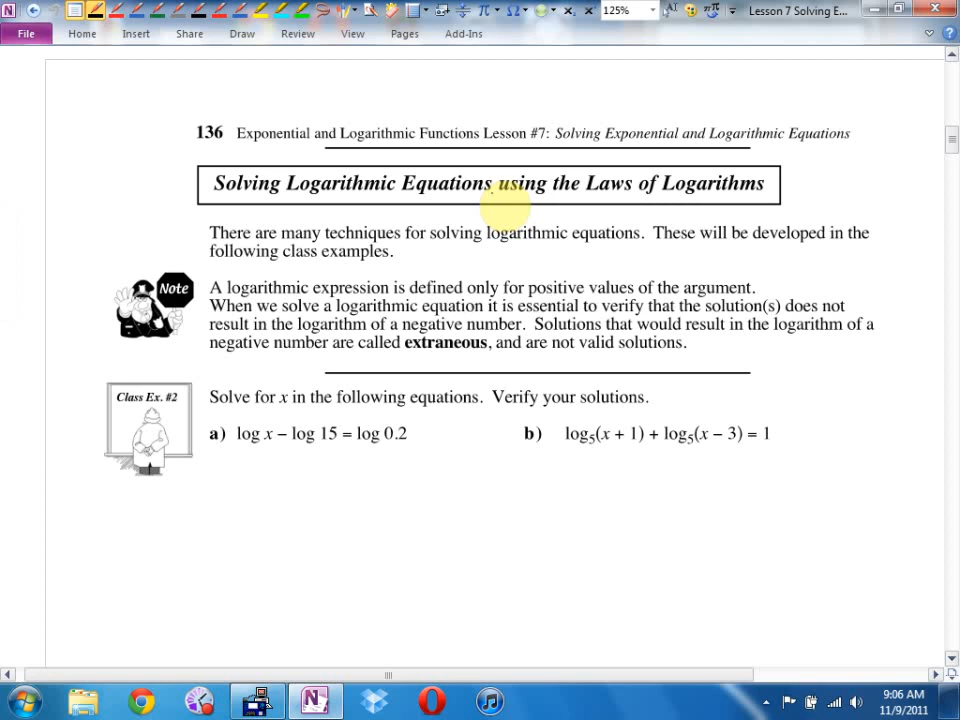 125%
Lesson 7 Solving E...
File Home Insert Share Draw Review View Pages Add-Ins
136 Exponential and Logarithmic Functions Lesson #7: Solving Exponential and Logarithmic Equations
Solving Logarithmic Equations using the Laws of Logarithms
There are many techniques for solving logarithmic equations. These will be developed in the
following class examples.
Note
A logarithmic expression is defined only for positive values of the argument.
When we solve a logarithmic equation it is essential to verify that the solution(s) does not
result in the logarithm of a negative number. Solutions that would result in the logarithm of a
negative number are called extraneous, and are not valid solutions.
Class Ex. #2
Solve for x in the following equations. Verify your solutions.
a) log x − log 15 = log 0.2
b) log₅(x + 1) + log₅(x − 3) = 1
9:06 AM
11/9/2011